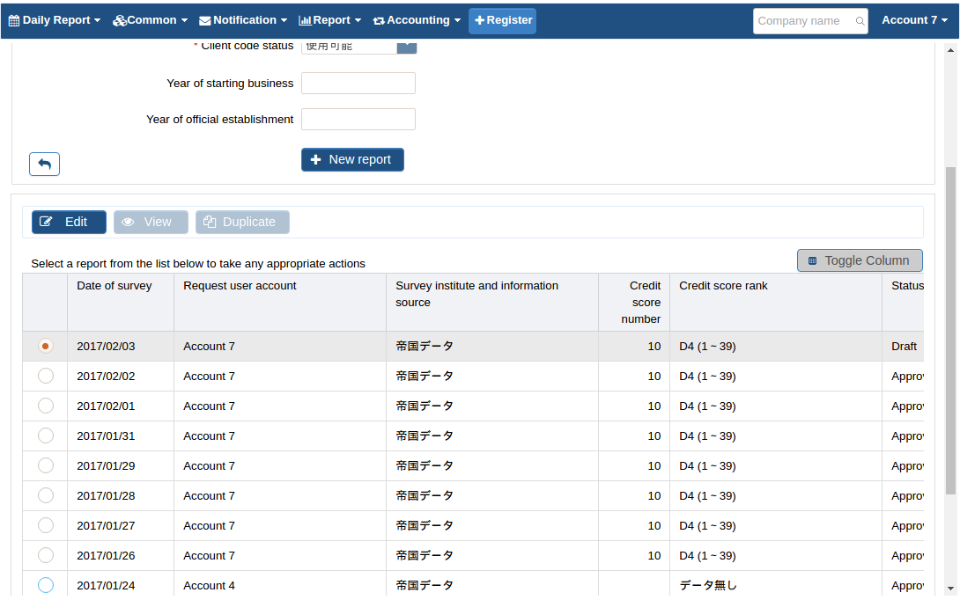 Daily Report Common Notification Report Accounting Register Company name Account 7
* Client code status 使用可能
Year of starting business
Year of official establishment
New report
Edit View Duplicate
Select a report from the list below to take any appropriate actions Toggle Column
Date of survey Request user account Survey institute and information source Credit score number Credit score rank Status
2017/02/03 Account 7 帝国データ 10 D4 (1 ~ 39) Draft
2017/02/02 Account 7 帝国データ 10 D4 (1 ~ 39) Approv
2017/02/01 Account 7 帝国データ 10 D4 (1 ~ 39) Approv
2017/01/31 Account 7 帝国データ 10 D4 (1 ~ 39) Approv
2017/01/29 Account 7 帝国データ 10 D4 (1 ~ 39) Approv
2017/01/28 Account 7 帝国データ 10 D4 (1 ~ 39) Approv
2017/01/27 Account 7 帝国データ 10 D4 (1 ~ 39) Approv
2017/01/26 Account 7 帝国データ 10 D4 (1 ~ 39) Approv
2017/01/24 Account 4 帝国データ データ無し Approv